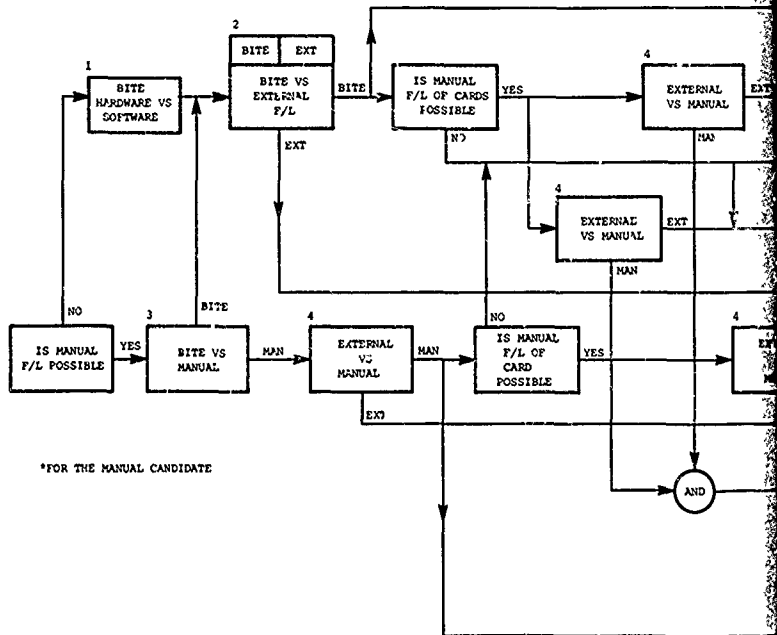 2
BITE EXT
1
BITE
HARDWARE VS
SOFTWARE
BITE VS
EXTERNAL
F/L
BITE
EXT
IS MANUAL
F/L OF CARDS
POSSIBLE
YES
NO
4
EXTERNAL
VS MANUAL
EXT
MAN
4
EXTERNAL
VS MANUAL
EXT
MAN
NO
IS MANUAL
F/L POSSIBLE
YES
3
BITE
BITE VS
MANUAL
MAN
4
EXTERNAL
VS
MANUAL
MAN
EXT
NO
IS MANUAL
F/L OF
CARD
POSSIBLE
YES
4
*FOR THE MANUAL CANDIDATE
AND